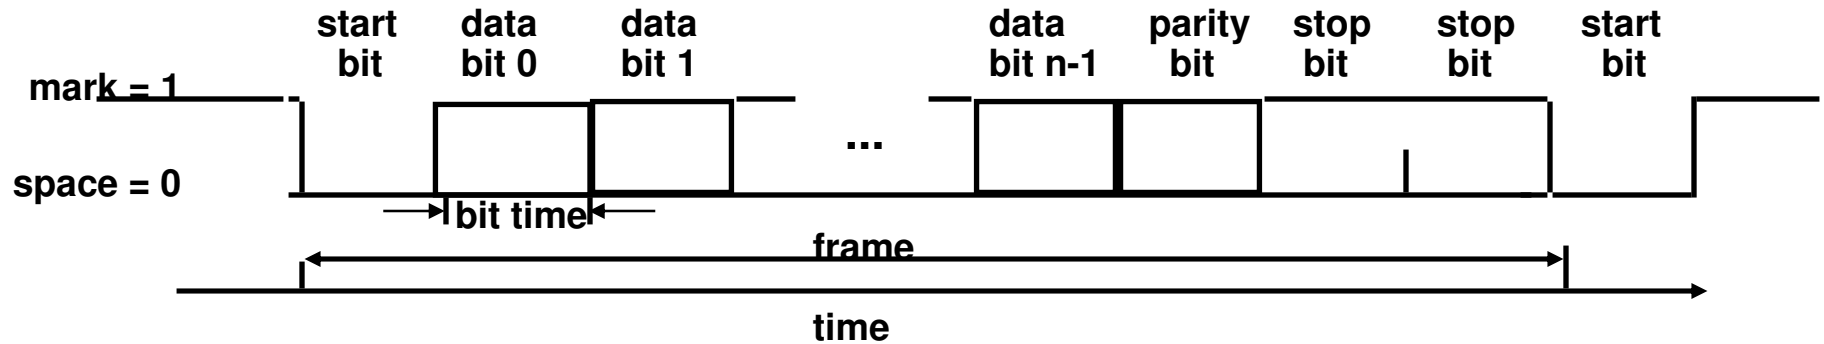 start data data data parity stop stop start
bit bit 0 bit 1 bit n-1 bit bit bit bit
mark = 1
...
space = 0
bit time
frame
time